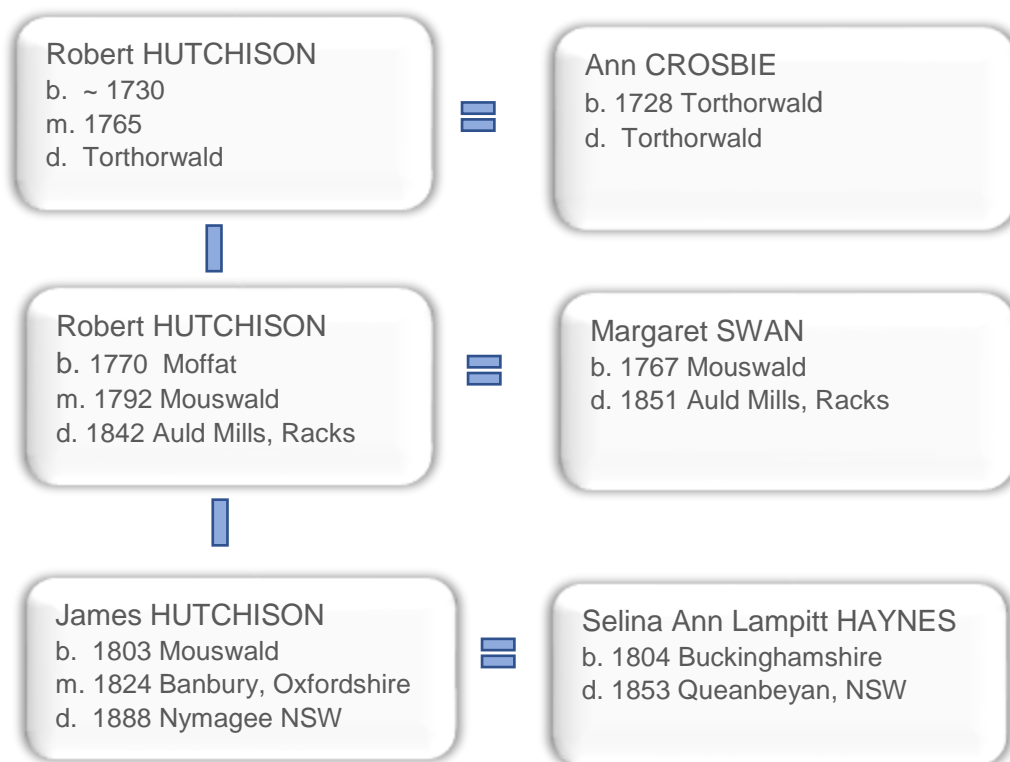 Robert HUTCHISON
b. ~ 1730
m. 1765
d. Torthorwald
Ann CROSBIE
b. 1728 Torthorwald
d. Torthorwald
Robert HUTCHISON
b. 1770 Moffat
m. 1792 Mouswald
d. 1842 Auld Mills, Racks
Margaret SWAN
b. 1767 Mouswald
d. 1851 Auld Mills, Racks
James HUTCHISON
b. 1803 Mouswald
m. 1824 Banbury, Oxfordshire
d. 1888 Nymagee NSW
Selina Ann Lampitt HAYNES
b. 1804 Buckinghamshire
d. 1853 Queanbeyan, NSW